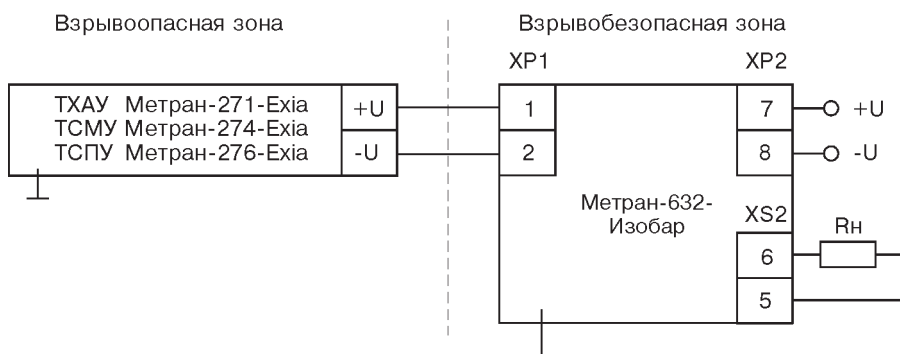 Взрывоопасная зона
Взрывобезопасная зона
XP1
XP2
ТХАУ Метран-271-Exia
ТСМУ Метран-274-Exia
ТСПУ Метран-276-Exia
+U
-U
1
2
7
8
+U
-U
Метран-632-
Изобар
XS2
6
5
Rн